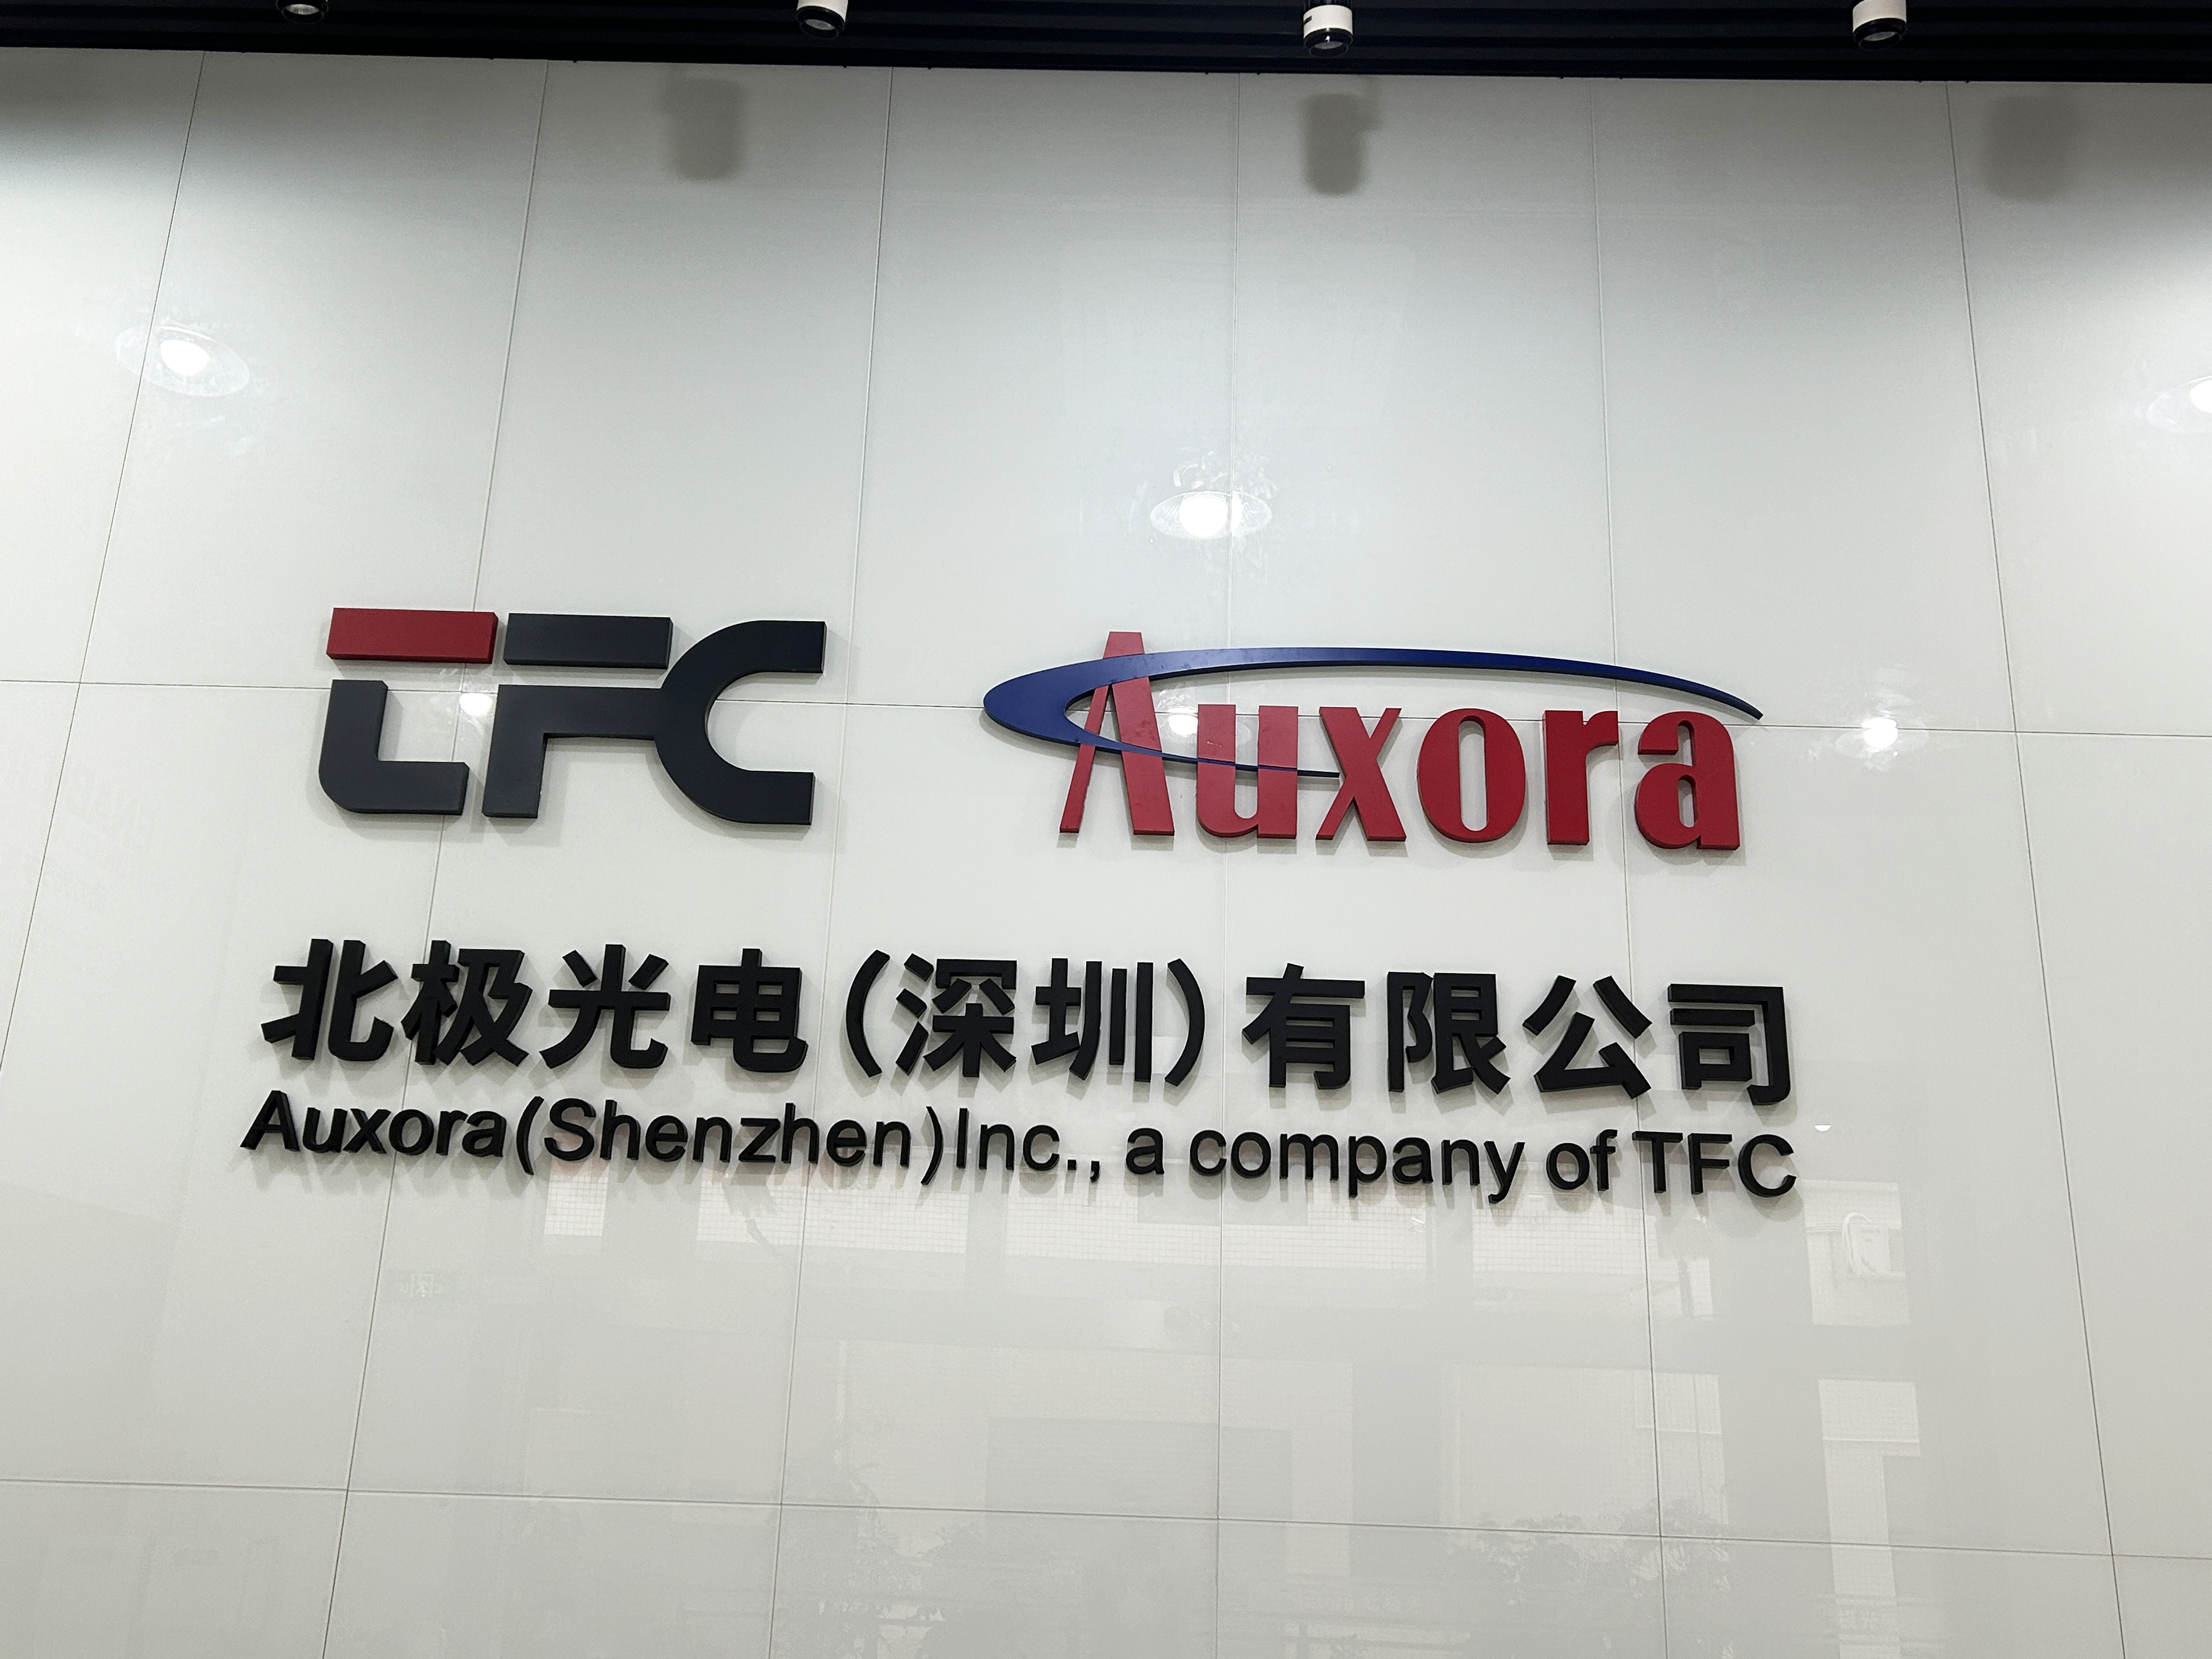 TFC Auxora
北极光电(深圳)有限公司
Auxora(Shenzhen)Inc., a company of TFC